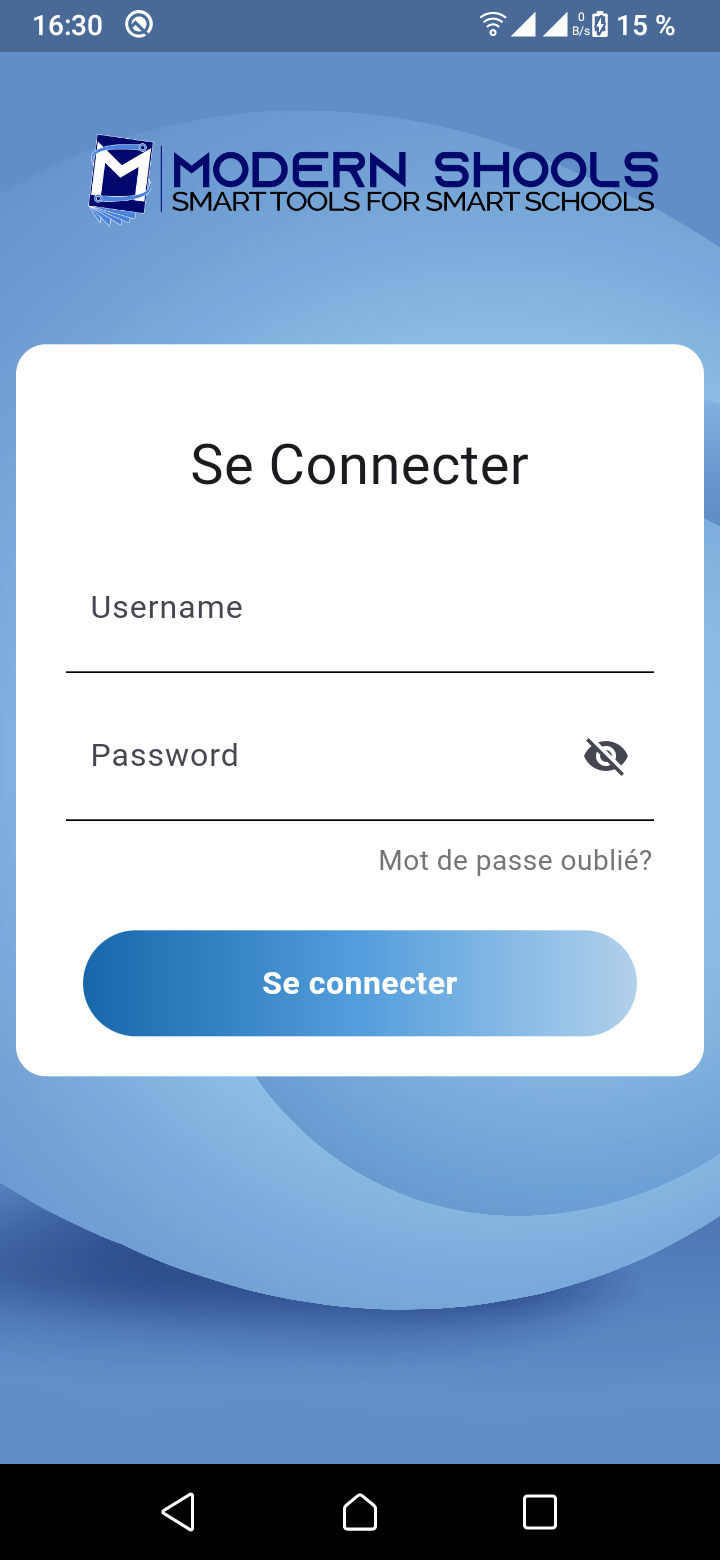 16:30 0 B/s 15 %
MODERN SHOOLS
SMART TOOLS FOR SMART SCHOOLS
Se Connecter
Username
Password
Mot de passe oublié?
Se connecter